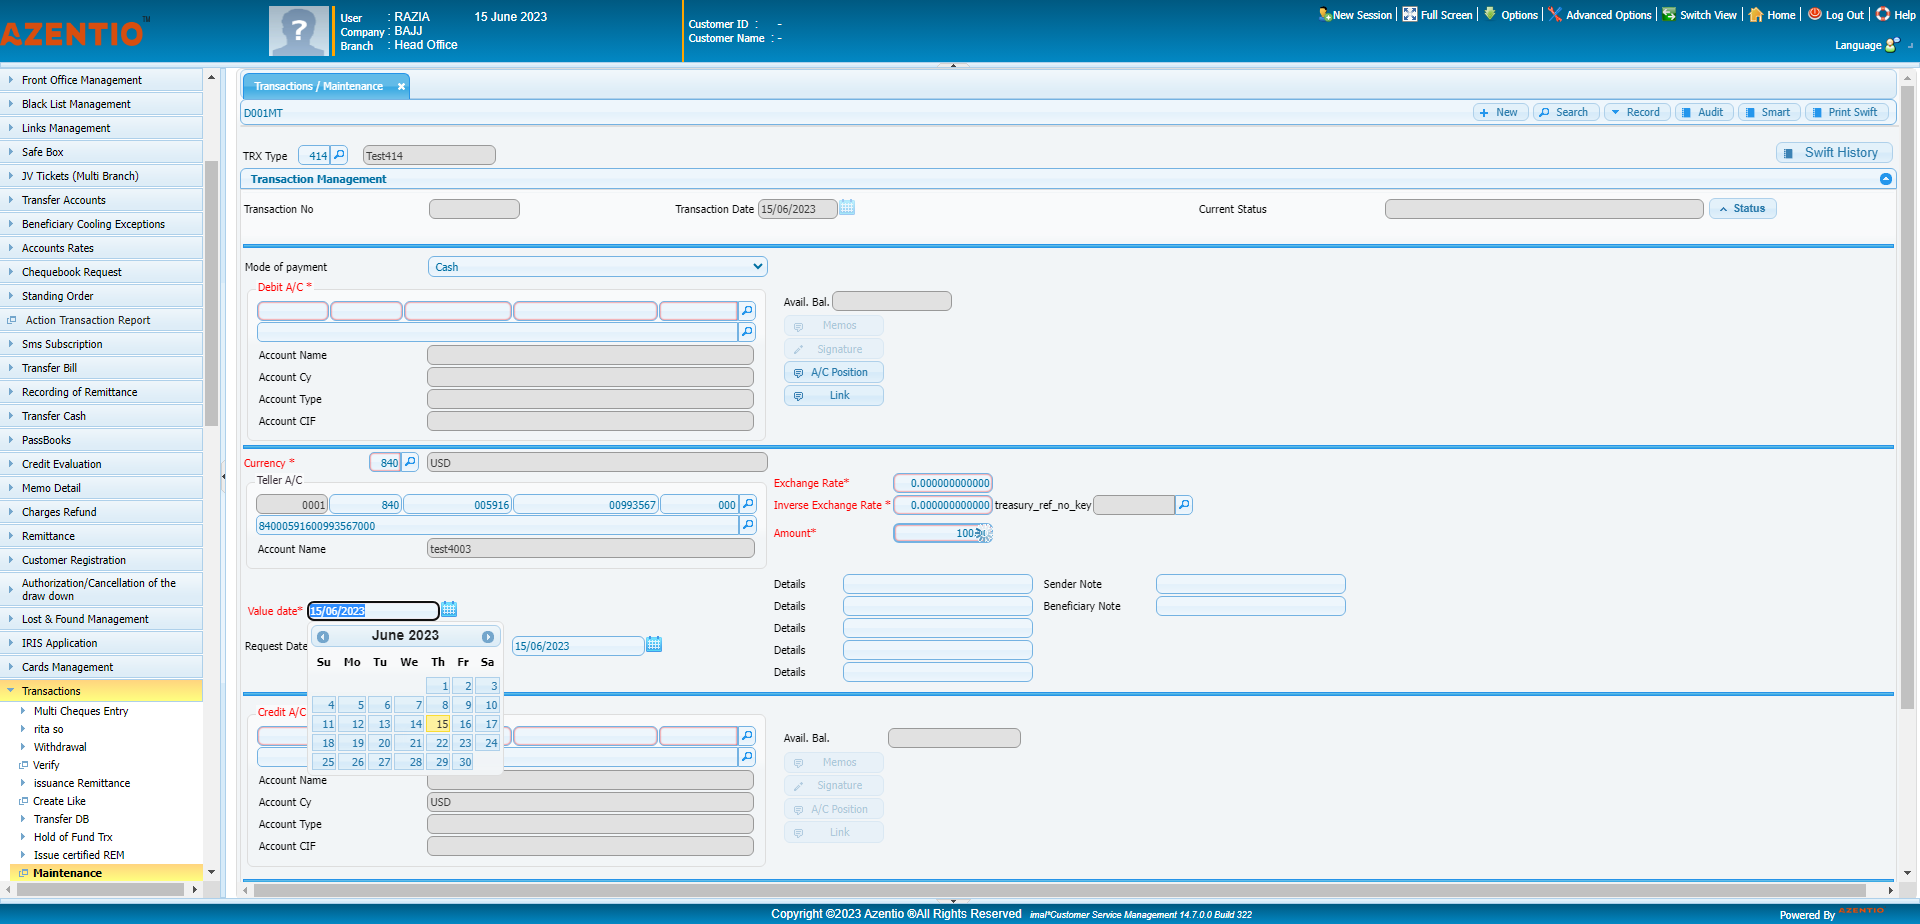 AZENTIO™
User : RAZIA 15 June 2023
Company : BAJJ
Branch : Head Office
Customer ID : -
Customer Name : -
New Session | Full Screen | Options | Advanced Options | Switch View | Home | Log Out | Help
Language
Front Office Management
Black List Management
Links Management
Safe Box
JV Tickets (Multi Branch)
Transfer Accounts
Beneficiary Cooling Exceptions
Accounts Rates
Chequebook Request
Standing Order
Action Transaction Report
Sms Subscription
Transfer Bill
Recording of Remittance
Transfer Cash
PassBooks
Credit Evaluation
Memo Detail
Charges Refund
Remittance
Customer Registration
Authorization/Cancellation of the
draw down
Lost & Found Management
IRIS Application
Cards Management
Transactions
Multi Cheques Entry
rita so
Withdrawal
Verify
issuance Remittance
Create Like
Transfer DB
Hold of Fund Trx
Issue certified REM
Maintenance
Transactions / Maintenance
D001MT
New Search Record Audit Smart Print Swift
TRX Type 414 Test414
Swift History
Transaction Management
Transaction No Transaction Date 15/06/2023 Current Status Status
Mode of payment Cash
Debit A/C *
Avail. Bal.
Memos
Signature
A/C Position
Link
Account Name
Account Cy
Account Type
Account CIF
Currency * 840 USD
Teller A/C
0001 840 005916 00993567 000
84000591600993567000
Account Name test4003
Exchange Rate* 0.000000000000
Inverse Exchange Rate * 0.000000000000 treasury_ref_no_key
Amount*
Details Sender Note
Details Beneficiary Note
Details
Details
Details
Value date* 15/06/2023
Request Date 15/06/2023
June 2023
Su Mo Tu We Th Fr Sa
1 2 3
4 5 6 7 8 9 10
11 12 13 14 15 16 17
18 19 20 21 22 23 24
25 26 27 28 29 30
Credit A/C
Avail. Bal.
Memos
Signature
A/C Position
Link
Account Name
Account Cy USD
Account Type
Account CIF
Copyright ©2023 Azentio ®All Rights Reserved imal*Customer Service Management 14.7.0.0 Build 322
Powered By AZENTIO